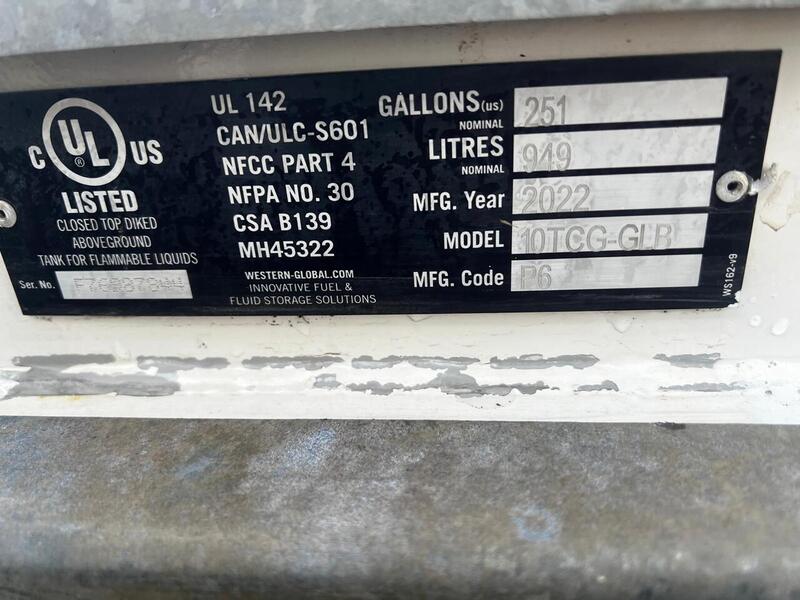 C UL ® US
LISTED
CLOSED TOP DIKED
ABOVEGROUND
TANK FOR FLAMMABLE LIQUIDS
Ser. No.
UL 142
CAN/ULC-S601
NFCC PART 4
NFPA NO. 30
CSA B139
MH45322
WESTERN-GLOBAL.COM
INNOVATIVE FUEL &
FLUID STORAGE SOLUTIONS
GALLONS (us) 251
NOMINAL
LITRES 949
NOMINAL
MFG. Year 2022
MODEL 10TCG-GLB
MFG. Code P6
WS162-v9